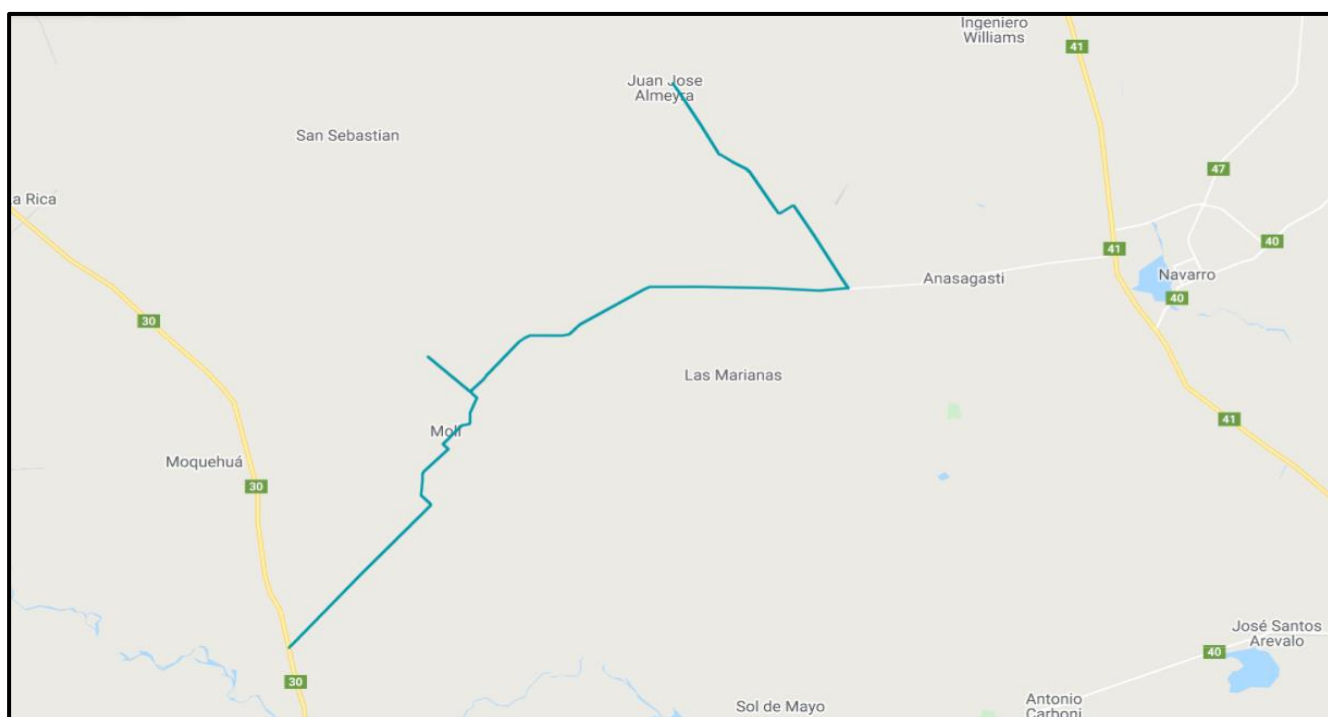 Ingeniero
Williams
41
Juan Jose
Almeyra
San Sebastian
47
a Rica
40
41
Anasagasti
Navarro
40
30
Las Marianas
41
Moll
Moquehuá
30
José Santos
Arevalo
40
30
Sol de Mayo
Antonio
Carboni